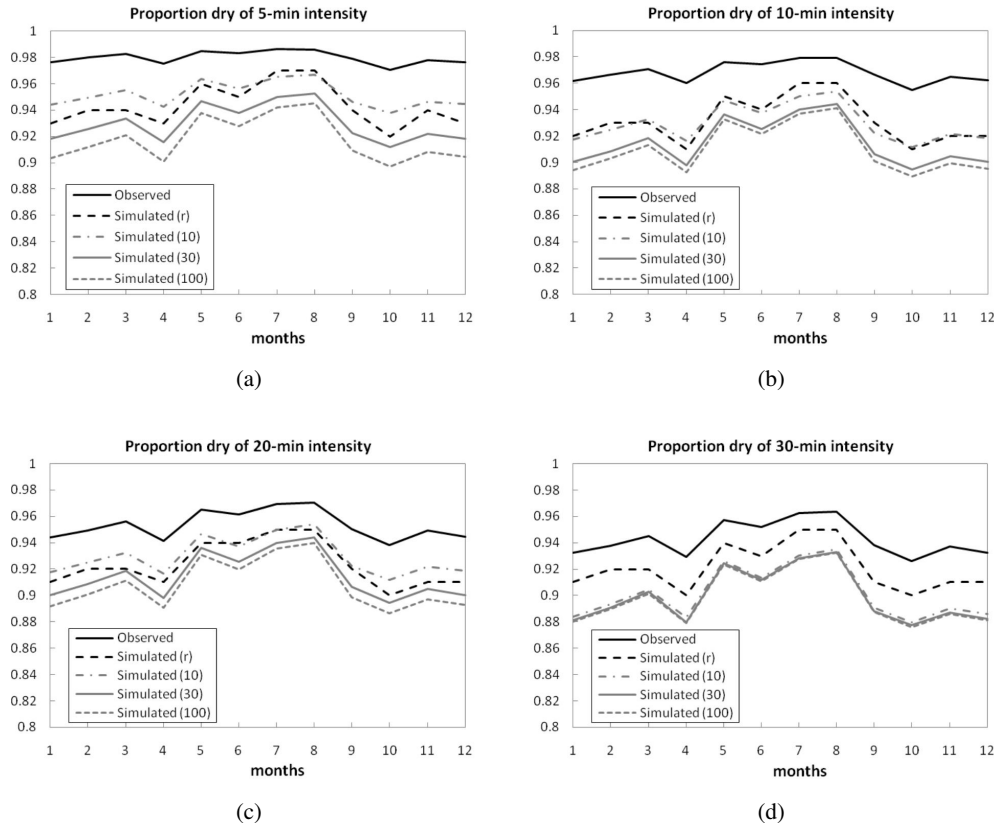 Proportion dry of 5-min intensity
1
0.98
0.96
0.94
0.92
0.9
0.88
0.86
0.84
0.82
0.8
Observed
Simulated (r)
Simulated (10)
Simulated (30)
Simulated (100)
1 2 3 4 5 6 7 8 9 10 11 12
months
(a)
Proportion dry of 10-min intensity
1
0.98
0.96
0.94
0.92
0.9
0.88
0.86
0.84
0.82
0.8
Observed
Simulated (r)
Simulated (10)
Simulated (30)
Simulated (100)
1 2 3 4 5 6 7 8 9 10 11 12
months
(b)
Proportion dry of 20-min intensity
1
0.98
0.96
0.94
0.92
0.9
0.88
0.86
0.84
0.82
0.8
Observed
Simulated (r)
Simulated (10)
Simulated (30)
Simulated (100)
1 2 3 4 5 6 7 8 9 10 11 12
months
(c)
Proportion dry of 30-min intensity
1
0.98
0.96
0.94
0.92
0.9
0.88
0.86
0.84
0.82
0.8
Observed
Simulated (r)
Simulated (10)
Simulated (30)
Simulated (100)
1 2 3 4 5 6 7 8 9 10 11 12
months
(d)